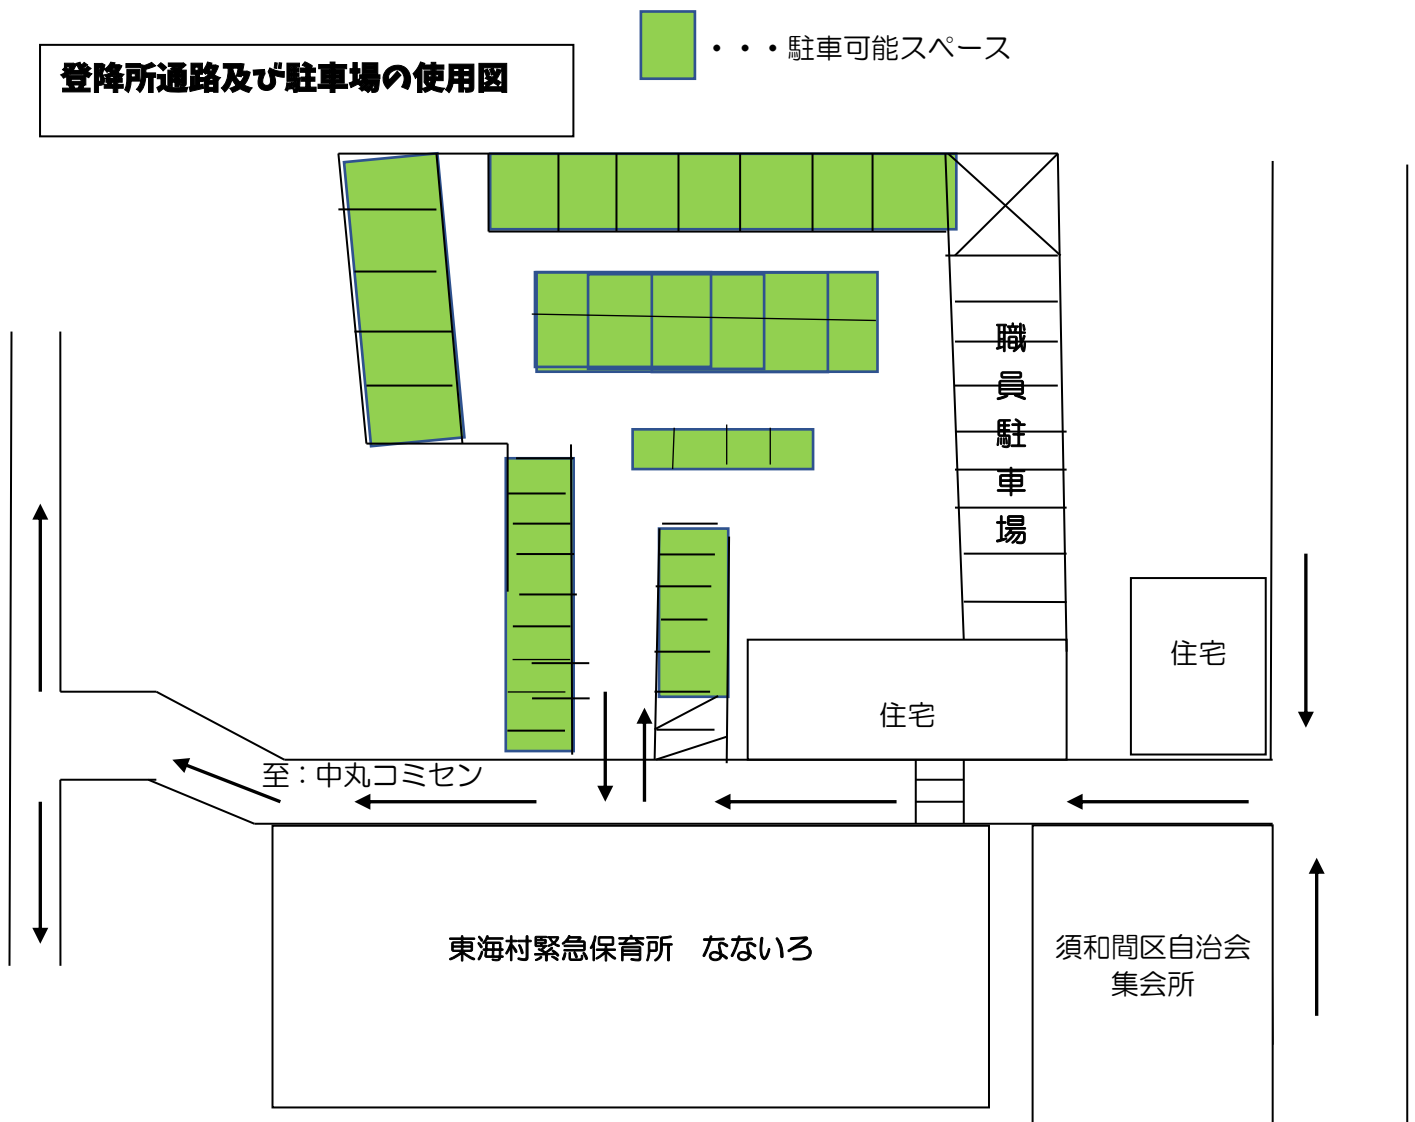 ・・・駐車可能スペース
登降所通路及び駐車場の使用図
職員駐車場
住宅
住宅
至：中丸コミセン
東海村緊急保育所　なないろ
須和間区自治会
集会所